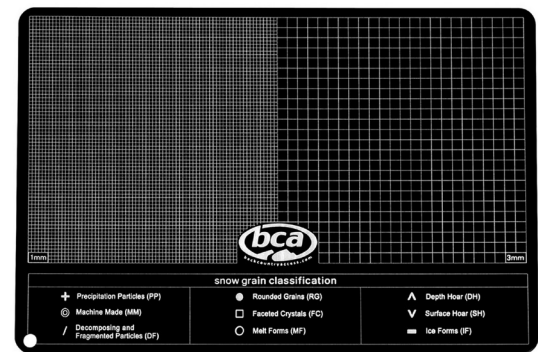 bca
backcountryaccess.com
1mm
3mm
snow grain classification
Precipitation Particles (PP)
Machine Made (MM)
Decomposing and
Fragmented Particles (DF)
Rounded Grains (RG)
Faceted Crystals (FC)
Melt Forms (MF)
Depth Hoar (DH)
Surface Hoar (SH)
Ice Forms (IF)